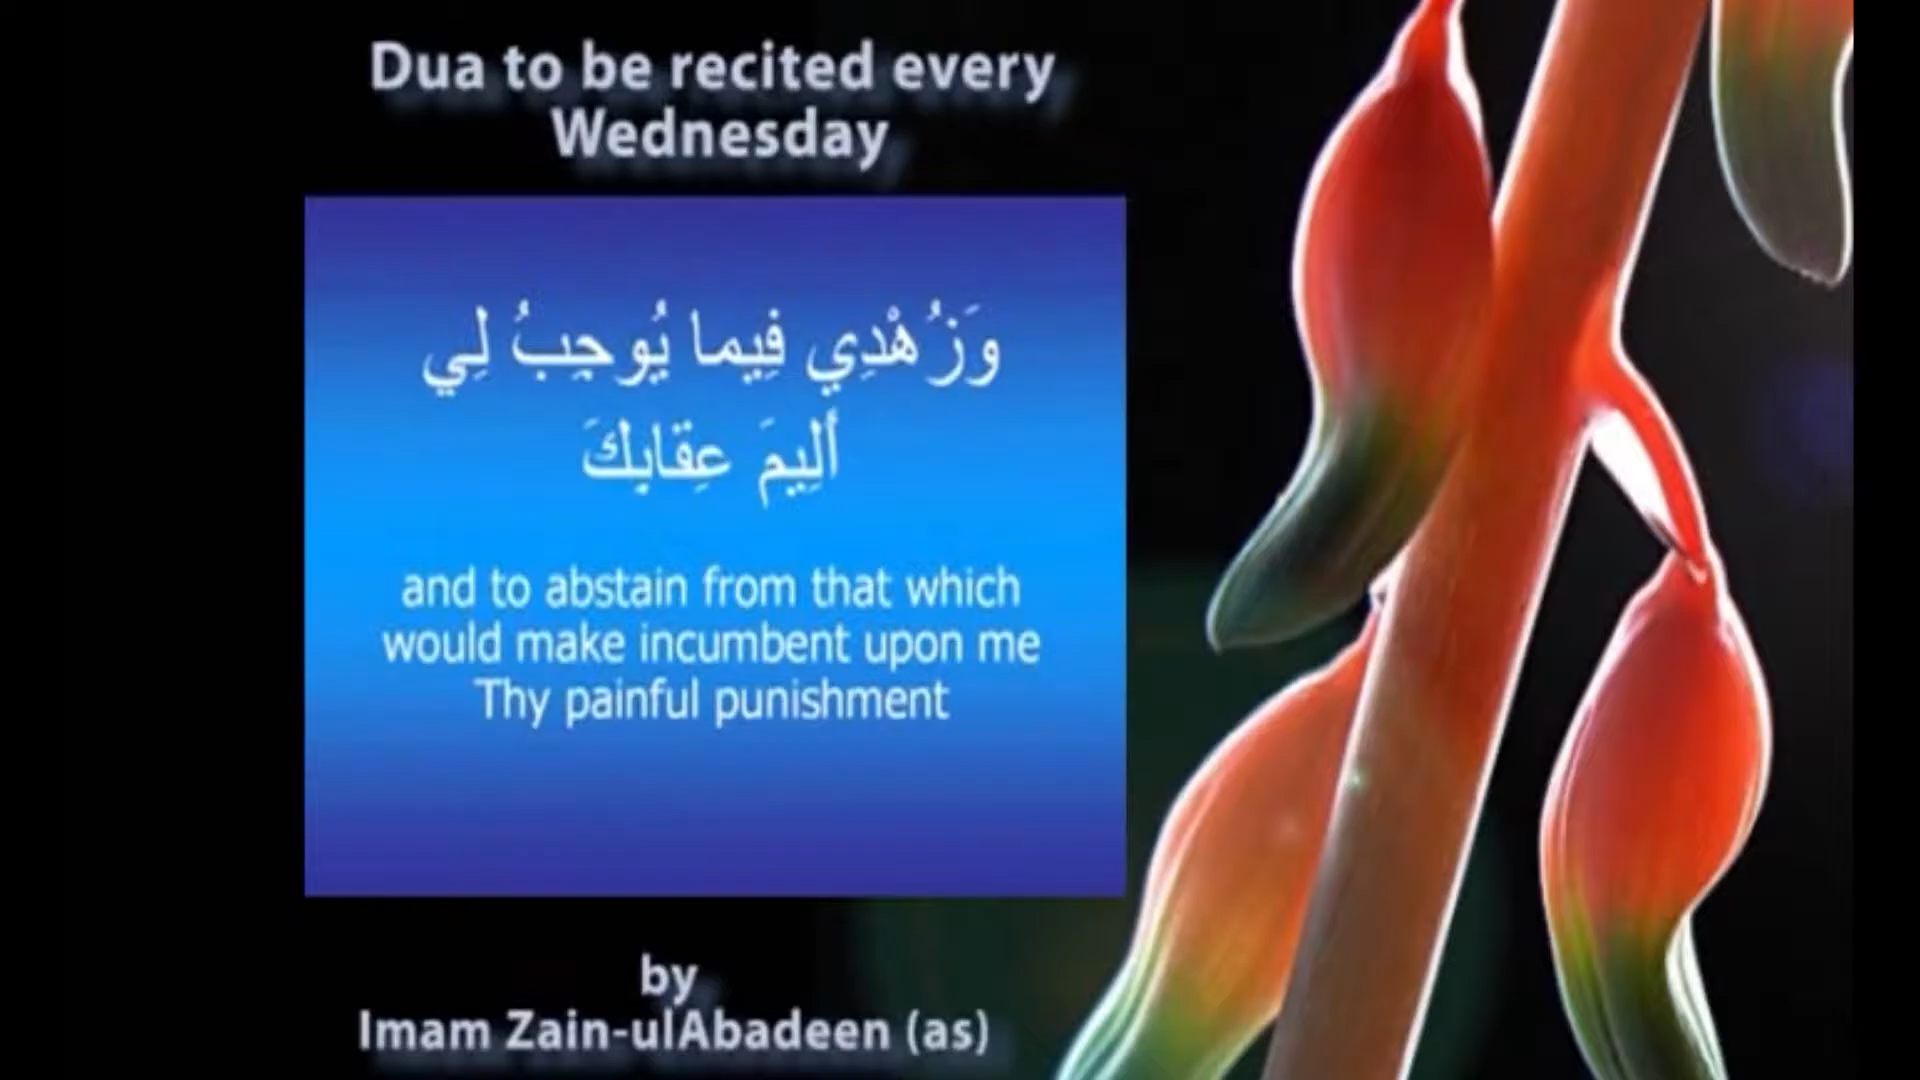 Dua to be recited every
Wednesday
وَزُهْدِي فِيما يُوجِبُ لِي
أَلِيمَ عِقابِكَ
and to abstain from that which
would make incumbent upon me
Thy painful punishment
by
Imam Zain-ulAbadeen (as)